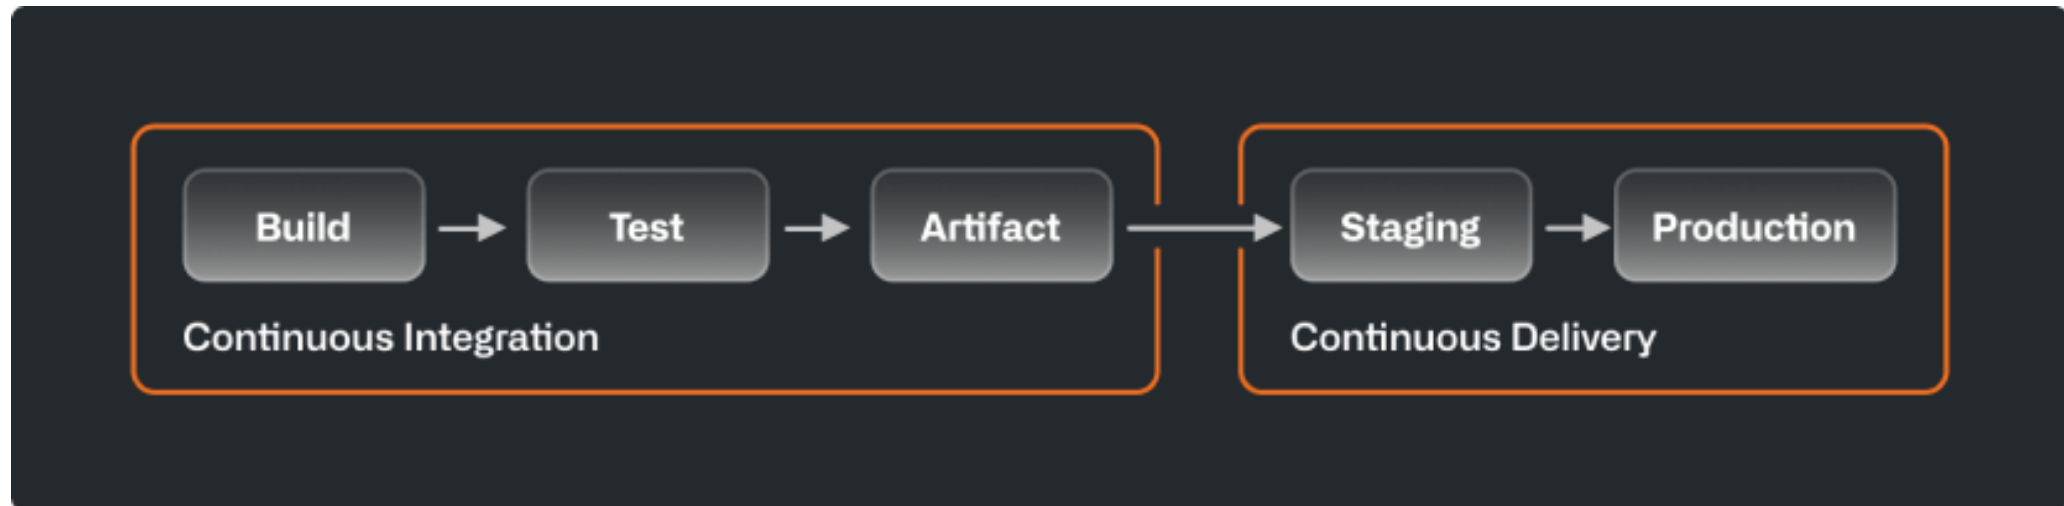 Build
Test
Artifact
Continuous Integration
Staging
Production
Continuous Delivery